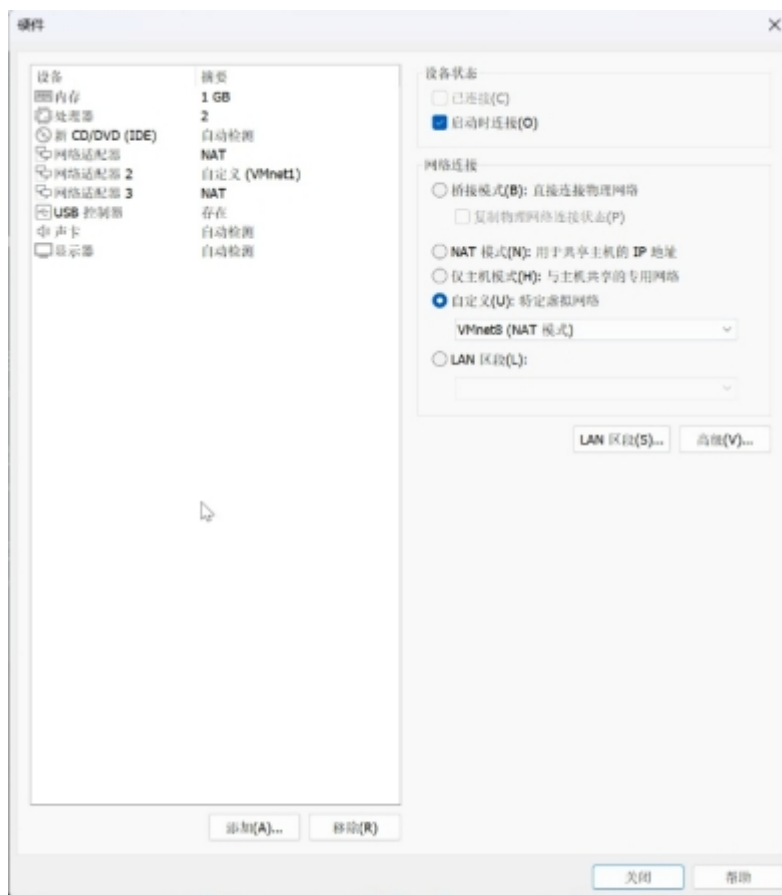 硬件
设备 摘要
内存 1 GB
处理器 2
新 CD/DVD (IDE) 自动检测
网络适配器 NAT
网络适配器 2 自定义 (VMnet1)
网络适配器 3 NAT
USB 控制器 存在
声卡 自动检测
显示器 自动检测
添加(A)... 移除(R)
设备状态
已连接(C)
启动时连接(O)
网络连接
桥接模式(B): 直接连接物理网络
复制物理网络连接状态(P)
NAT 模式(N): 用于共享主机的 IP 地址
仅主机模式(H): 与主机共享的专用网络
自定义(U): 特定虚拟网络
VMnet8 (NAT 模式)
LAN 区段(L):
LAN 区段(S)... 高级(V)...
关闭 帮助